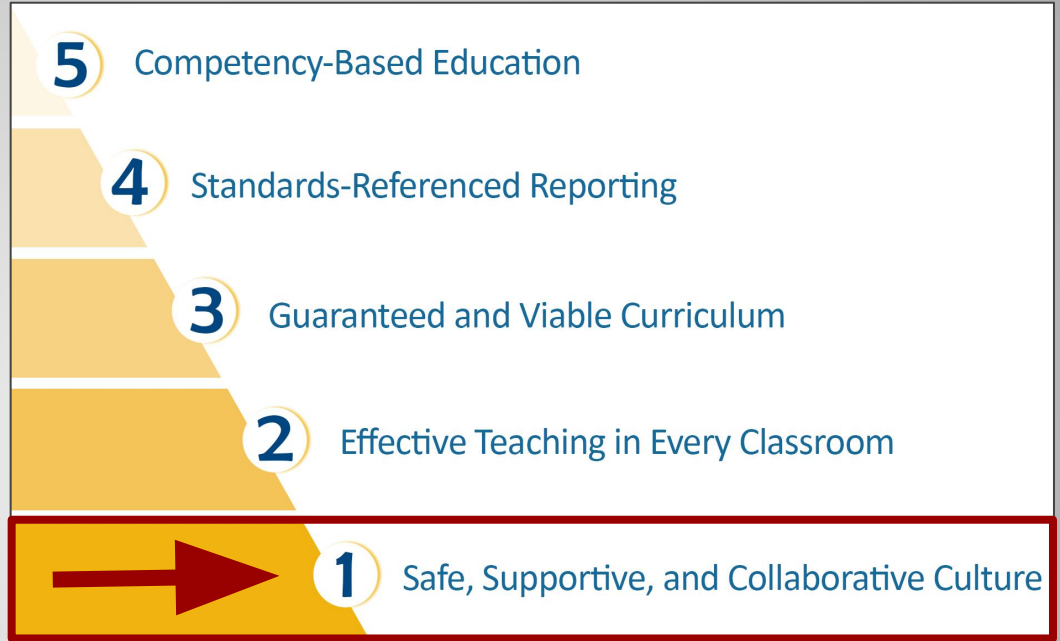 5 Competency-Based Education
4 Standards-Referenced Reporting
3 Guaranteed and Viable Curriculum
2 Effective Teaching in Every Classroom
1 Safe, Supportive, and Collaborative Culture